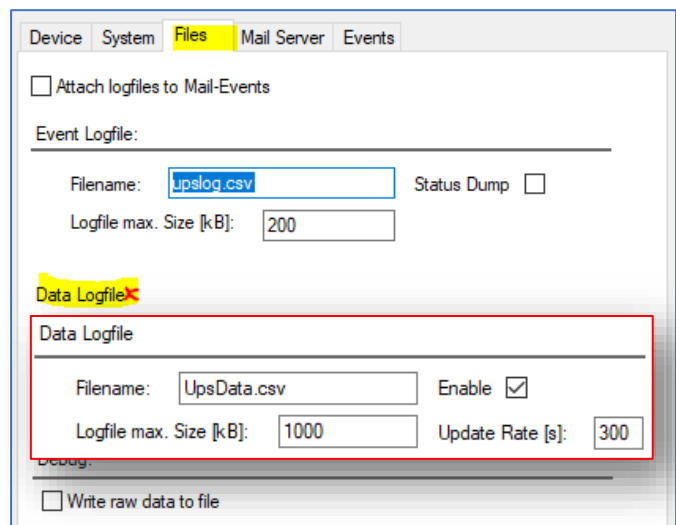 Device System Files Mail Server Events
Attach logfiles to Mail-Events
Event Logfile:
Filename: upslog.csv Status Dump
Logfile max. Size [kB]: 200
Data Logfile
Data Logfile
Filename: UpsData.csv Enable
Logfile max. Size [kB]: 1000 Update Rate [s]: 300
Debug:
Write raw data to file